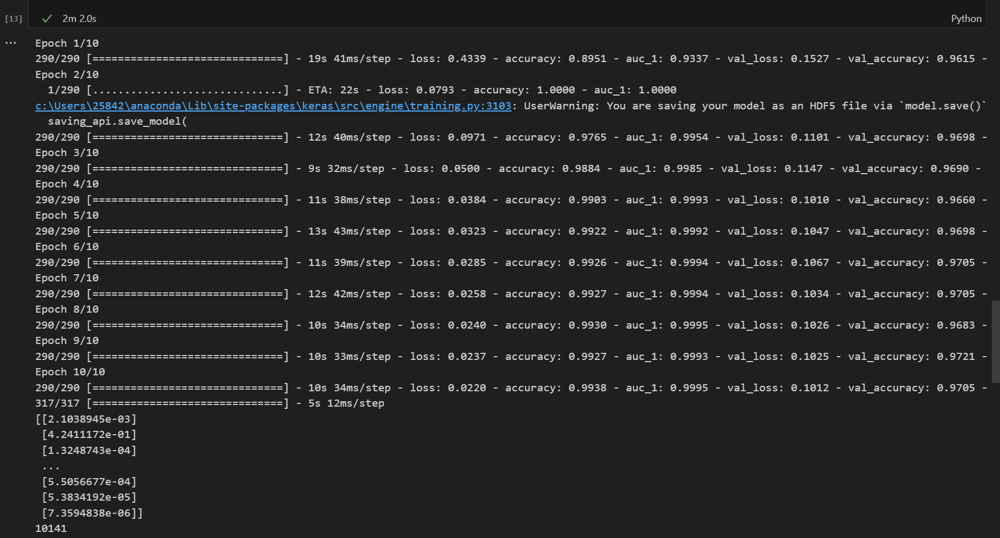 [13] 2m 2.0s Python
... Epoch 1/10
290/290 [==============================] - 19s 41ms/step - loss: 0.4339 - accuracy: 0.8951 - auc_1: 0.9337 - val_loss: 0.1527 - val_accuracy: 0.9615 -
Epoch 2/10
  1/290 [..............................] - ETA: 22s - loss: 0.0793 - accuracy: 1.0000 - auc_1: 1.0000
c:\Users\25842\anaconda\Lib\site-packages\keras\src\engine\training.py:3103: UserWarning: You are saving your model as an HDF5 file via `model.save()`
  saving_api.save_model(
290/290 [==============================] - 12s 40ms/step - loss: 0.0971 - accuracy: 0.9765 - auc_1: 0.9954 - val_loss: 0.1101 - val_accuracy: 0.9698 -
Epoch 3/10
290/290 [==============================] - 9s 32ms/step - loss: 0.0500 - accuracy: 0.9884 - auc_1: 0.9985 - val_loss: 0.1147 - val_accuracy: 0.9690 -
Epoch 4/10
290/290 [==============================] - 11s 38ms/step - loss: 0.0384 - accuracy: 0.9903 - auc_1: 0.9993 - val_loss: 0.1010 - val_accuracy: 0.9660 -
Epoch 5/10
290/290 [==============================] - 13s 43ms/step - loss: 0.0323 - accuracy: 0.9922 - auc_1: 0.9992 - val_loss: 0.1047 - val_accuracy: 0.9698 -
Epoch 6/10
290/290 [==============================] - 11s 39ms/step - loss: 0.0285 - accuracy: 0.9926 - auc_1: 0.9994 - val_loss: 0.1067 - val_accuracy: 0.9705 -
Epoch 7/10
290/290 [==============================] - 12s 42ms/step - loss: 0.0258 - accuracy: 0.9927 - auc_1: 0.9994 - val_loss: 0.1034 - val_accuracy: 0.9705 -
Epoch 8/10
290/290 [==============================] - 10s 34ms/step - loss: 0.0240 - accuracy: 0.9930 - auc_1: 0.9995 - val_loss: 0.1026 - val_accuracy: 0.9683 -
Epoch 9/10
290/290 [==============================] - 10s 33ms/step - loss: 0.0237 - accuracy: 0.9927 - auc_1: 0.9993 - val_loss: 0.1025 - val_accuracy: 0.9721 -
Epoch 10/10
290/290 [==============================] - 10s 34ms/step - loss: 0.0220 - accuracy: 0.9938 - auc_1: 0.9995 - val_loss: 0.1012 - val_accuracy: 0.9705 -
317/317 [==============================] - 5s 12ms/step
[[2.1038945e-03]
 [4.2411172e-01]
 [1.3248743e-04]
 ...
 [5.5056677e-04]
 [5.3834192e-05]
 [7.3594838e-06]]
10141